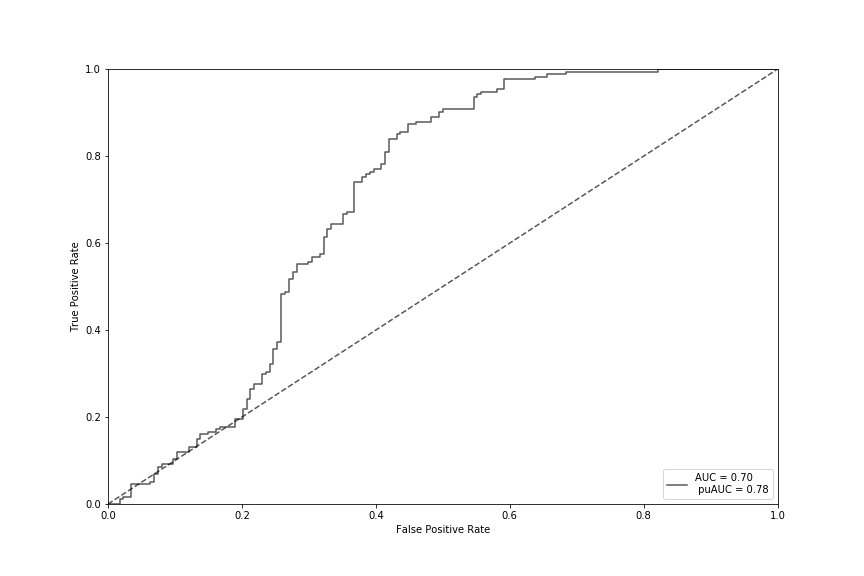 1.0
0.8
0.6
0.4
0.2
0.0
True Positive Rate
AUC = 0.70
puAUC = 0.78
0.0 0.2 0.4 0.6 0.8 1.0
False Positive Rate